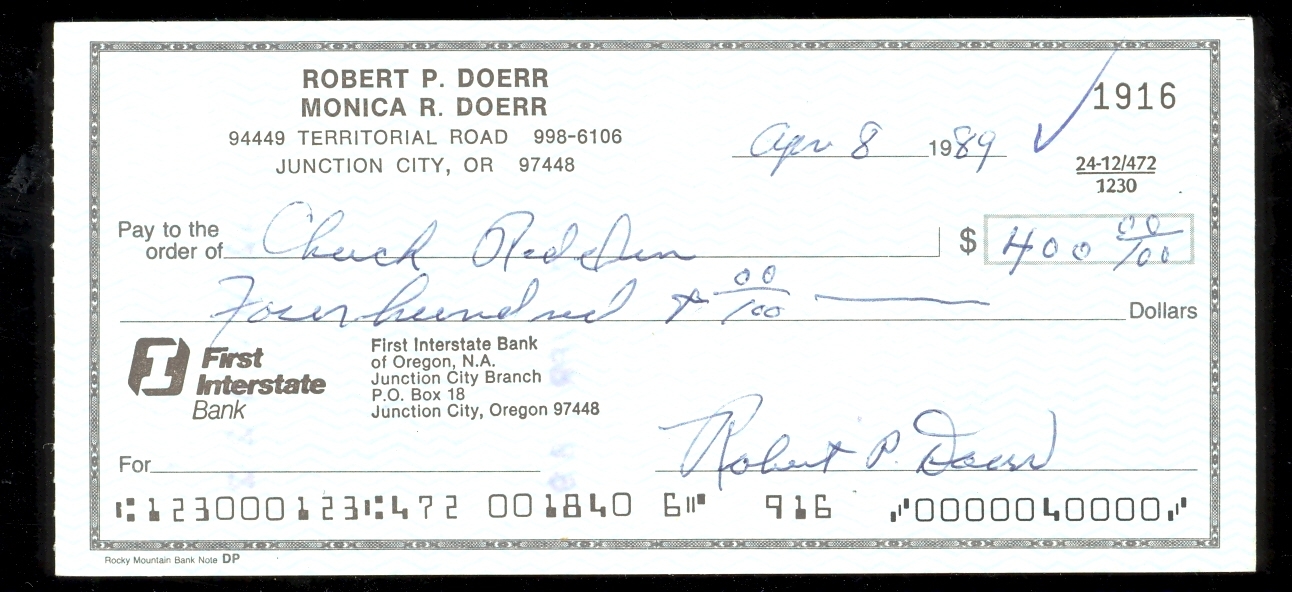 ROBERT P. DOERR
MONICA R. DOERR
94449 TERRITORIAL ROAD 998-6106
JUNCTION CITY, OR 97448
1916
Apr 8 1989
24-12/472
1230
Pay to the
order of Chuck Redden
$ 400 00/100
Four hundred + 00/100
Dollars
First
Interstate
Bank
First Interstate Bank
of Oregon, N.A.
Junction City Branch
P.O. Box 18
Junction City, Oregon 97448
For
Robert P. Doerr
⑆123000123⑆472 001840 6⑈ 916 ⑇0000040000⑇
Rocky Mountain Bank Note DP